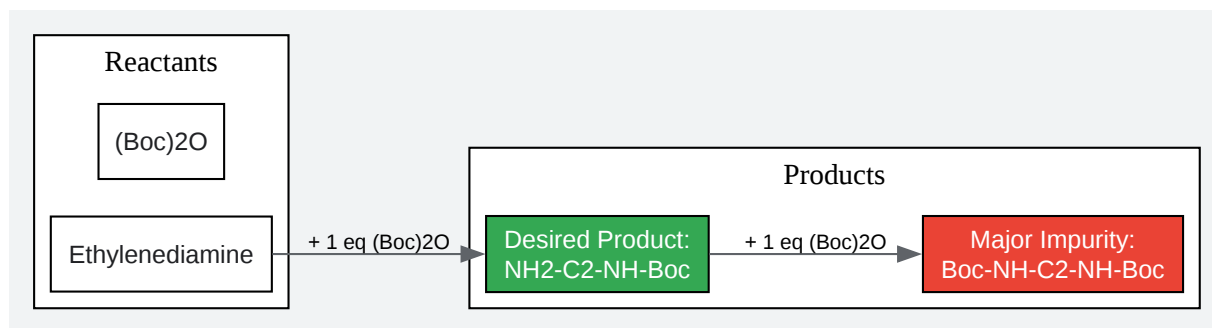 Reactants
(Boc)2O
Ethylenediamine
+ 1 eq (Boc)2O
Products
Desired Product:
NH2-C2-NH-Boc
+ 1 eq (Boc)2O
Major Impurity:
Boc-NH-C2-NH-Boc